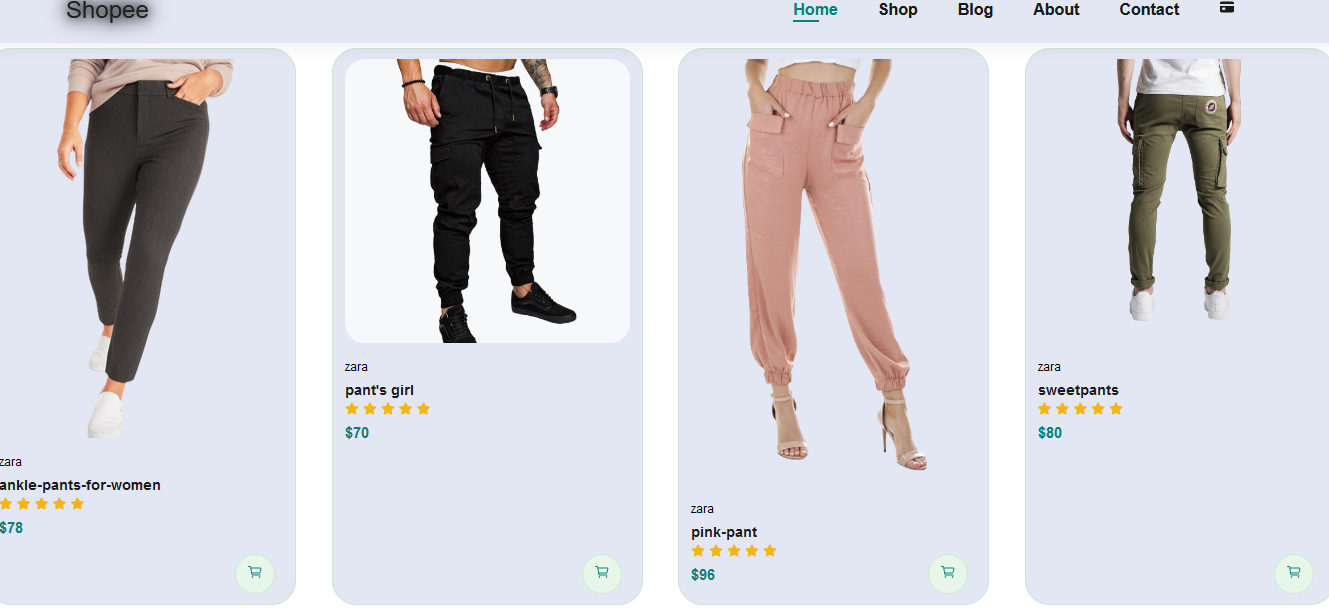 Shopee
Home Shop Blog About Contact
zara
ankle-pants-for-women
$78
zara
pant's girl
$70
zara
pink-pant
$96
zara
sweetpants
$80